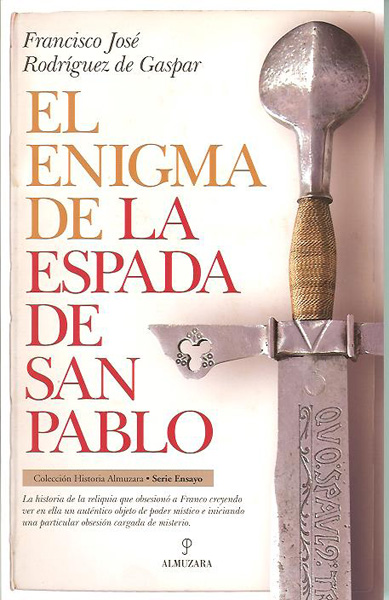 Francisco José
Rodríguez de Gaspar
EL
ENIGMA
DE LA
ESPADA
DE
SAN
PABLO
Colección Historia Almuzara • Serie Ensayo
La historia de la reliquia que obsesionó a Franco creyendo
ver en ella un auténtico objeto de poder místico e iniciando
una particular obsesión cargada de misterio.
ALMUZARA